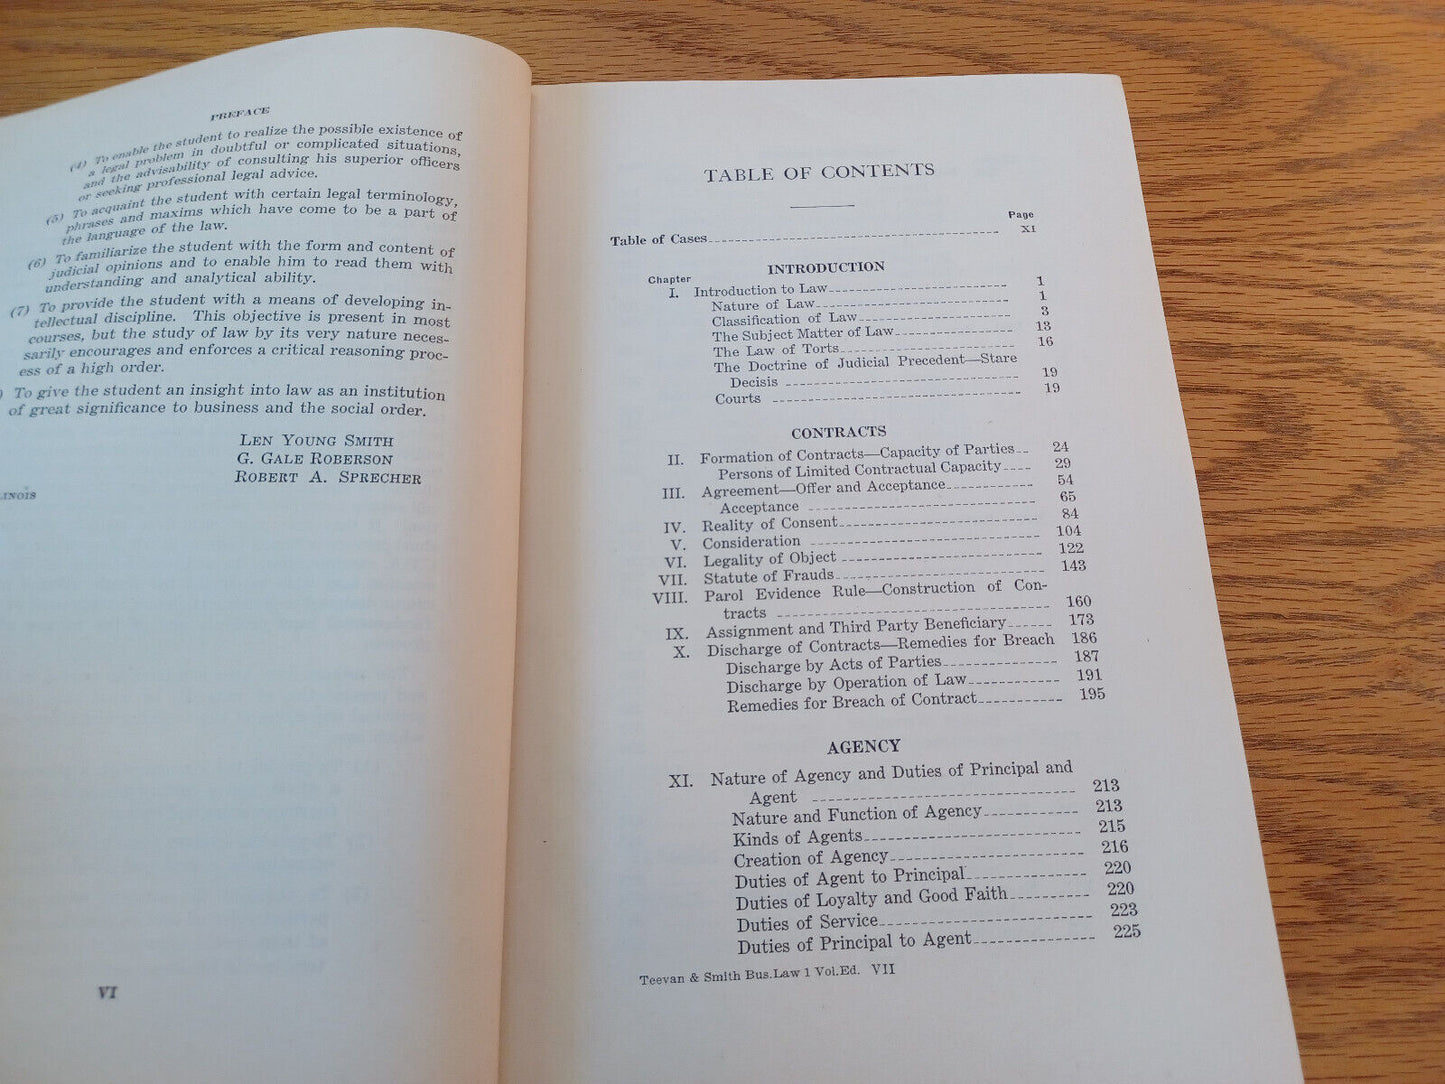 PREFACE
(4) To enable the student to realize the possible existence of
a legal problem in doubtful or complicated situations,
and the advisability of consulting his superior officers
or seeking professional legal advice.
(5) To acquaint the student with certain legal terminology,
phrases and maxims which have come to be a part of
the language of the law.
(6) To familiarize the student with the form and content of
judicial opinions and to enable him to read them with
understanding and analytical ability.
(7) To provide the student with a means of developing in-
tellectual discipline. This objective is present in most
courses, but the study of law by its very nature neces-
sarily encourages and enforces a critical reasoning proc-
ess of a high order.
) To give the student an insight into law as an institution
of great significance to business and the social order.
LEN YOUNG SMITH
G. GALE ROBERSON
ROBERT A. SPRECHER
LINOIS
VI
TABLE OF CONTENTS
Page
Table of Cases XI
INTRODUCTION
Chapter
I. Introduction to Law 1
Nature of Law 1
Classification of Law 3
The Subject Matter of Law 13
The Law of Torts 16
The Doctrine of Judicial Precedent—Stare
Decisis 19
Courts 19
CONTRACTS
II. Formation of Contracts—Capacity of Parties 24
Persons of Limited Contractual Capacity 29
III. Agreement—Offer and Acceptance 54
Acceptance 65
IV. Reality of Consent 84
V. Consideration 104
VI. Legality of Object 122
VII. Statute of Frauds 143
VIII. Parol Evidence Rule—Construction of Con-
tracts 160
IX. Assignment and Third Party Beneficiary 173
X. Discharge of Contracts—Remedies for Breach 186
Discharge by Acts of Parties 187
Discharge by Operation of Law 191
Remedies for Breach of Contract 195
AGENCY
XI. Nature of Agency and Duties of Principal and
Agent 213
Nature and Function of Agency 213
Kinds of Agents 215
Creation of Agency 216
Duties of Agent to Principal 220
Duties of Loyalty and Good Faith 220
Duties of Service 223
Duties of Principal to Agent 225
Teevan & Smith Bus.Law 1 Vol.Ed. VII